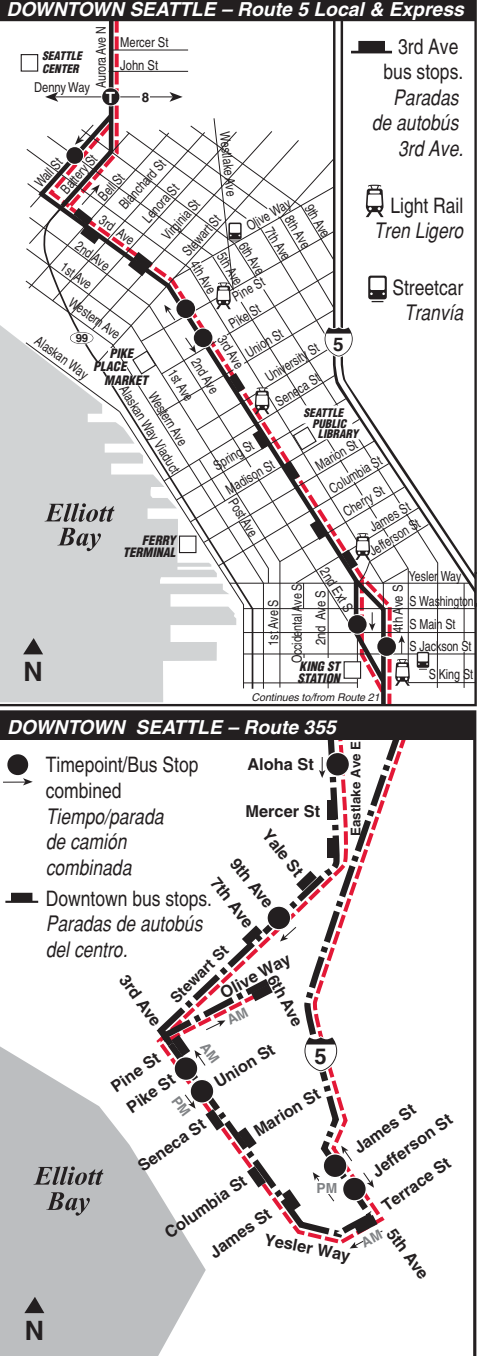 DOWNTOWN SEATTLE – Route 5 Local & Express
Aurora Ave N
Mercer St
John St
SEATTLE
CENTER
Denny Way
T
8
3rd Ave
bus stops.
Paradas
de autobús
3rd Ave.
Light Rail
Tren Ligero
Streetcar
Tranvía
Wall St
Battery St
Bell St
Blanchard St
Lenora St
Virginia St
Stewart St
Westlake Ave
Olive Way
9th Ave
8th Ave
7th Ave
6th Ave
5th Ave
4th Ave
3rd Ave
2nd Ave
1st Ave
Western Ave
Pine St
Pike St
Union St
University St
Seneca St
3rd Ave
2nd Ave
1st Ave
Western Ave
99
Alaskan Way
PIKE
PLACE
MARKET
Alaskan Way Viaduct
5
SEATTLE
PUBLIC
LIBRARY
Spring St
Madison St
Marion St
Columbia St
Cherry St
James St
Jefferson St
Post Ave
Elliott
Bay
FERRY
TERMINAL
Yesler Way
S Washington
S Main St
S Jackson St
S King St
1st Ave S
Occidental Ave S
2nd Ave S
2nd Ext S
4th Ave S
KING ST
STATION
N
Continues to/from Route 21
DOWNTOWN SEATTLE – Route 355
Timepoint/Bus Stop
combined
Tiempo/parada
de camión
combinada
Downtown bus stops.
Paradas de autobús
del centro.
Aloha St
Eastlake Ave E
Mercer St
Yale St
9th Ave
7th Ave
Stewart St
Olive Way
6th Ave
AM
3rd Ave
AM
Pine St
Pike St
Union St
PM
5
Seneca St
Marion St
James St
Jefferson St
Terrace St
PM
Columbia St
James St
Yesler Way
AM
5th Ave
Elliott
Bay
N